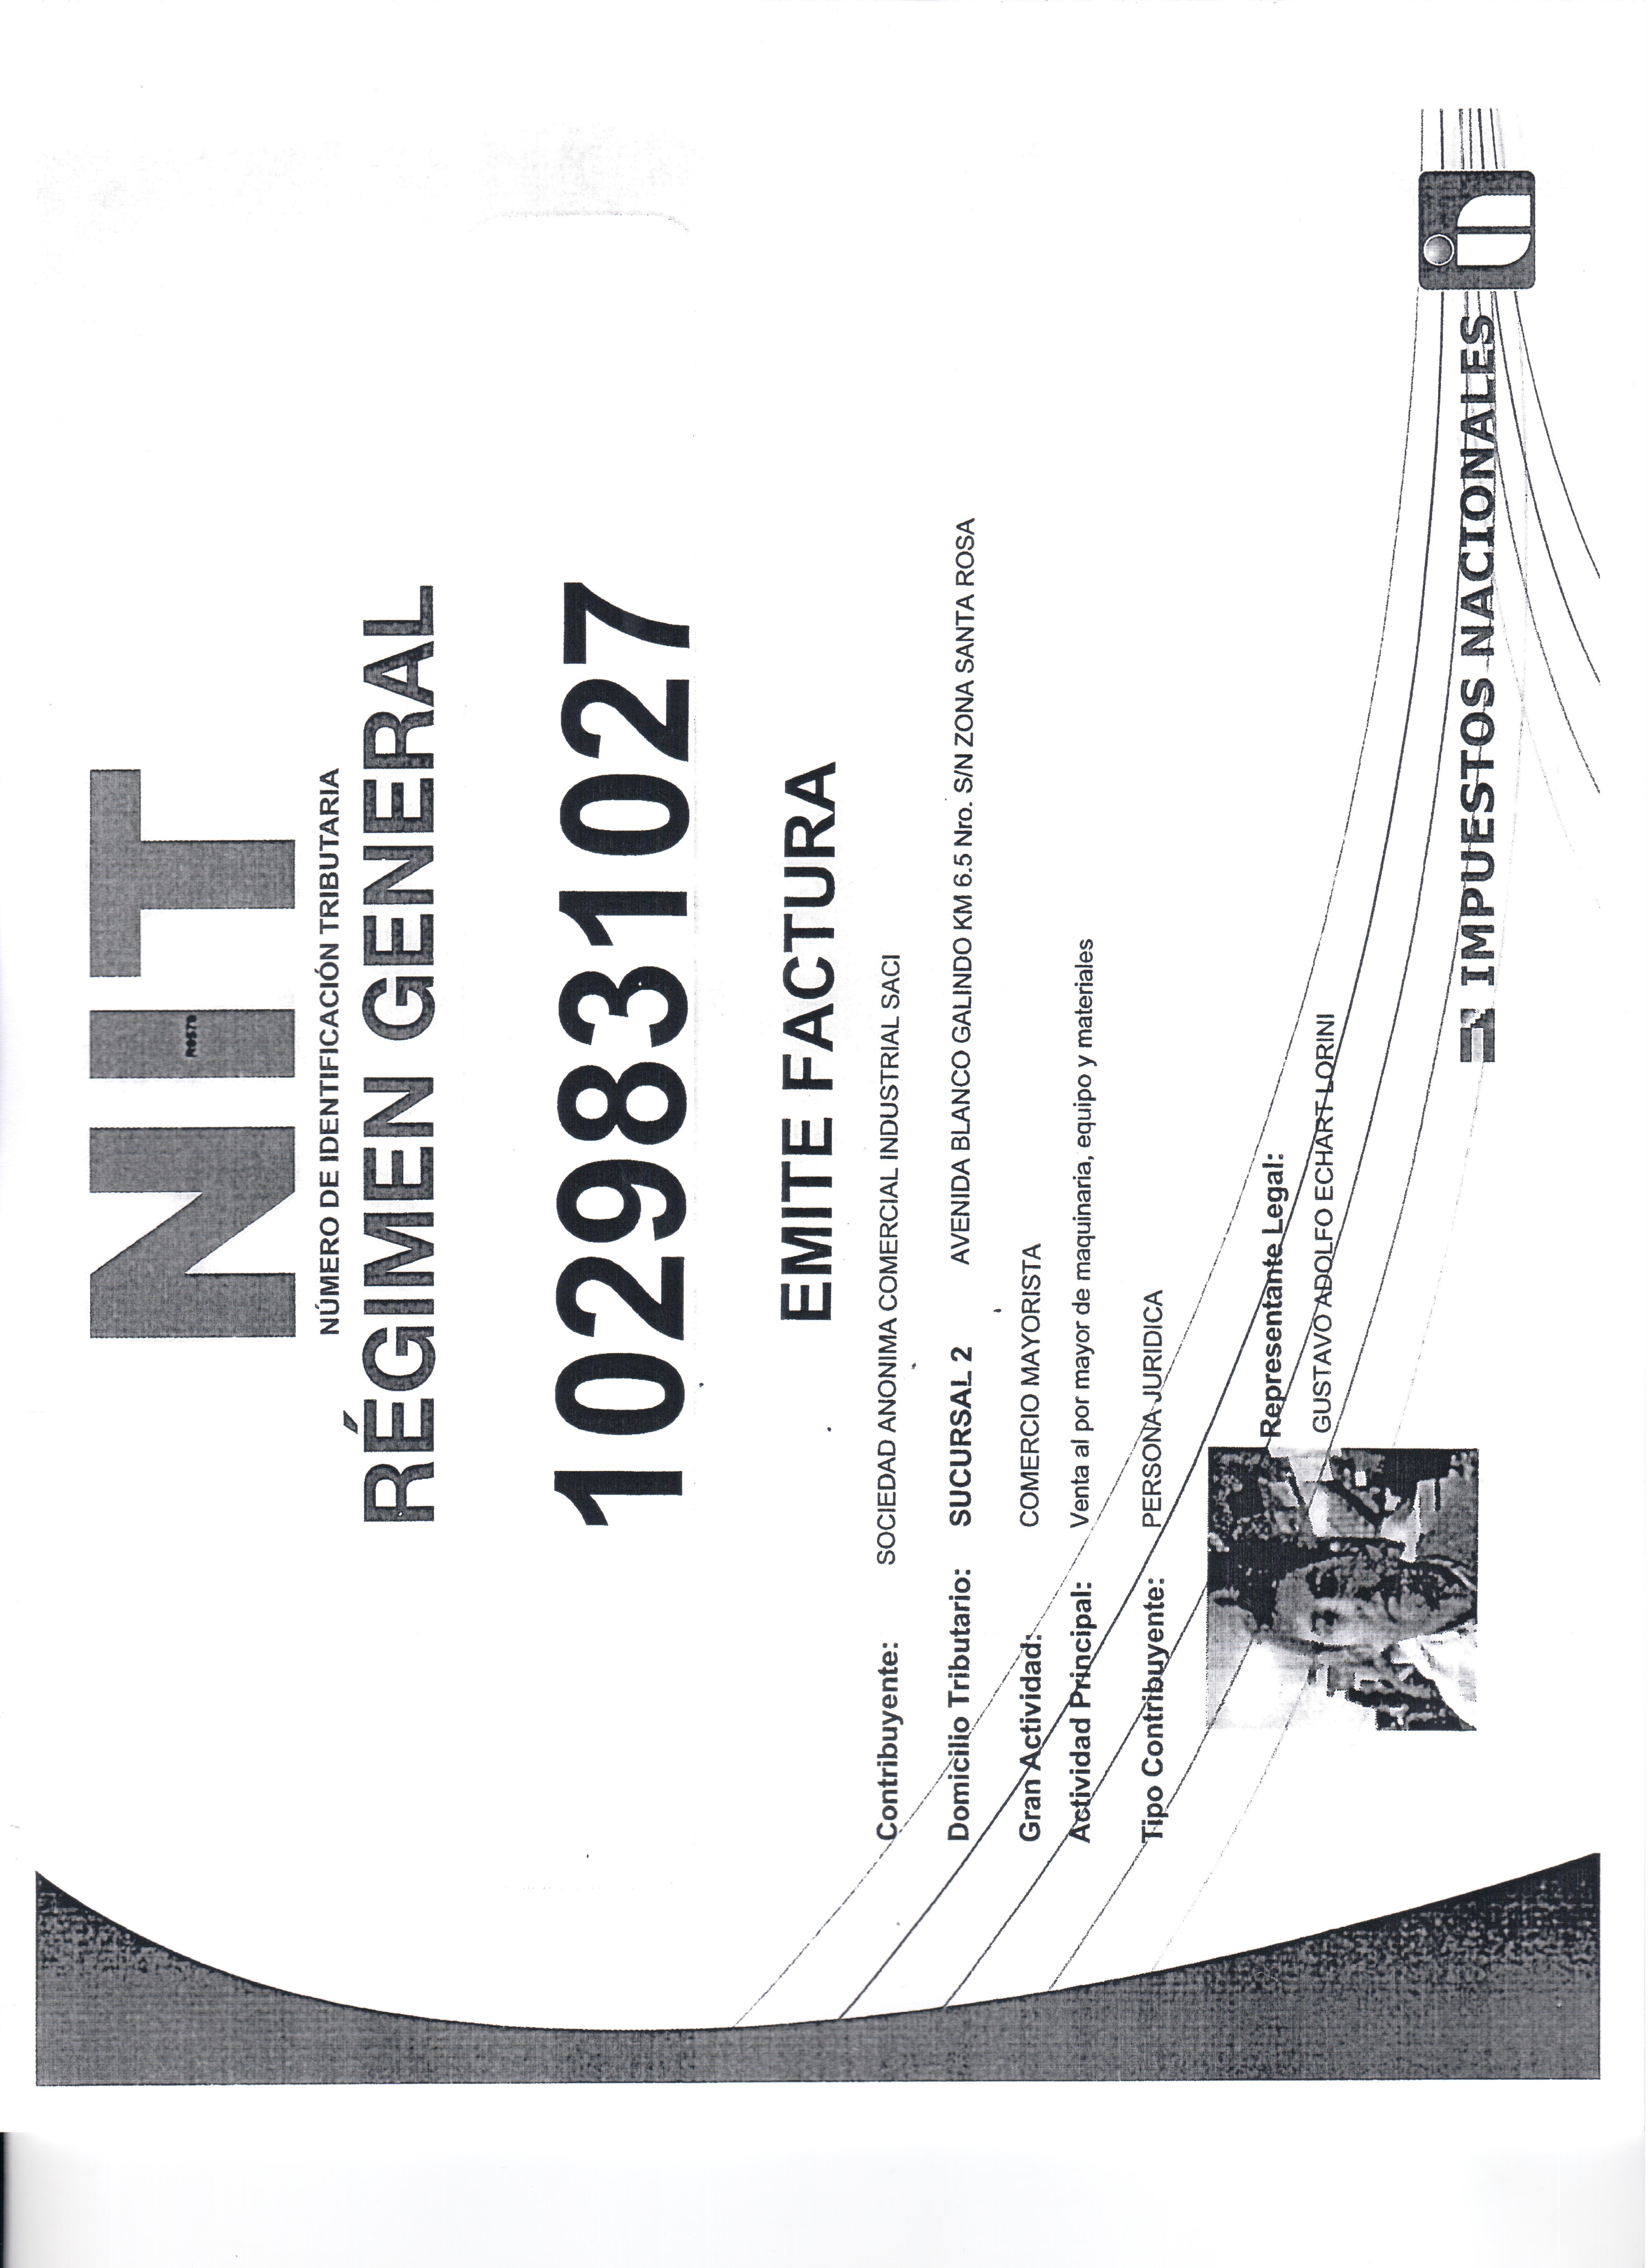 NIT
NÚMERO DE IDENTIFICACIÓN TRIBUTARIA
RÉGIMEN GENERAL
1029831027
EMITE FACTURA
Contribuyente: SOCIEDAD ANONIMA COMERCIAL INDUSTRIAL SACI
Domicilio Tributario: SUCURSAL 2 AVENIDA BLANCO GALINDO KM 6.5 Nro. S/N ZONA SANTA ROSA
Gran Actividad: COMERCIO MAYORISTA
Actividad Principal: Venta al por mayor de maquinaria, equipo y materiales
Tipo Contribuyente: PERSONA JURIDICA
Representante Legal:
GUSTAVO ADOLFO ECHART LORINI
IMPUESTOS NACIONALES